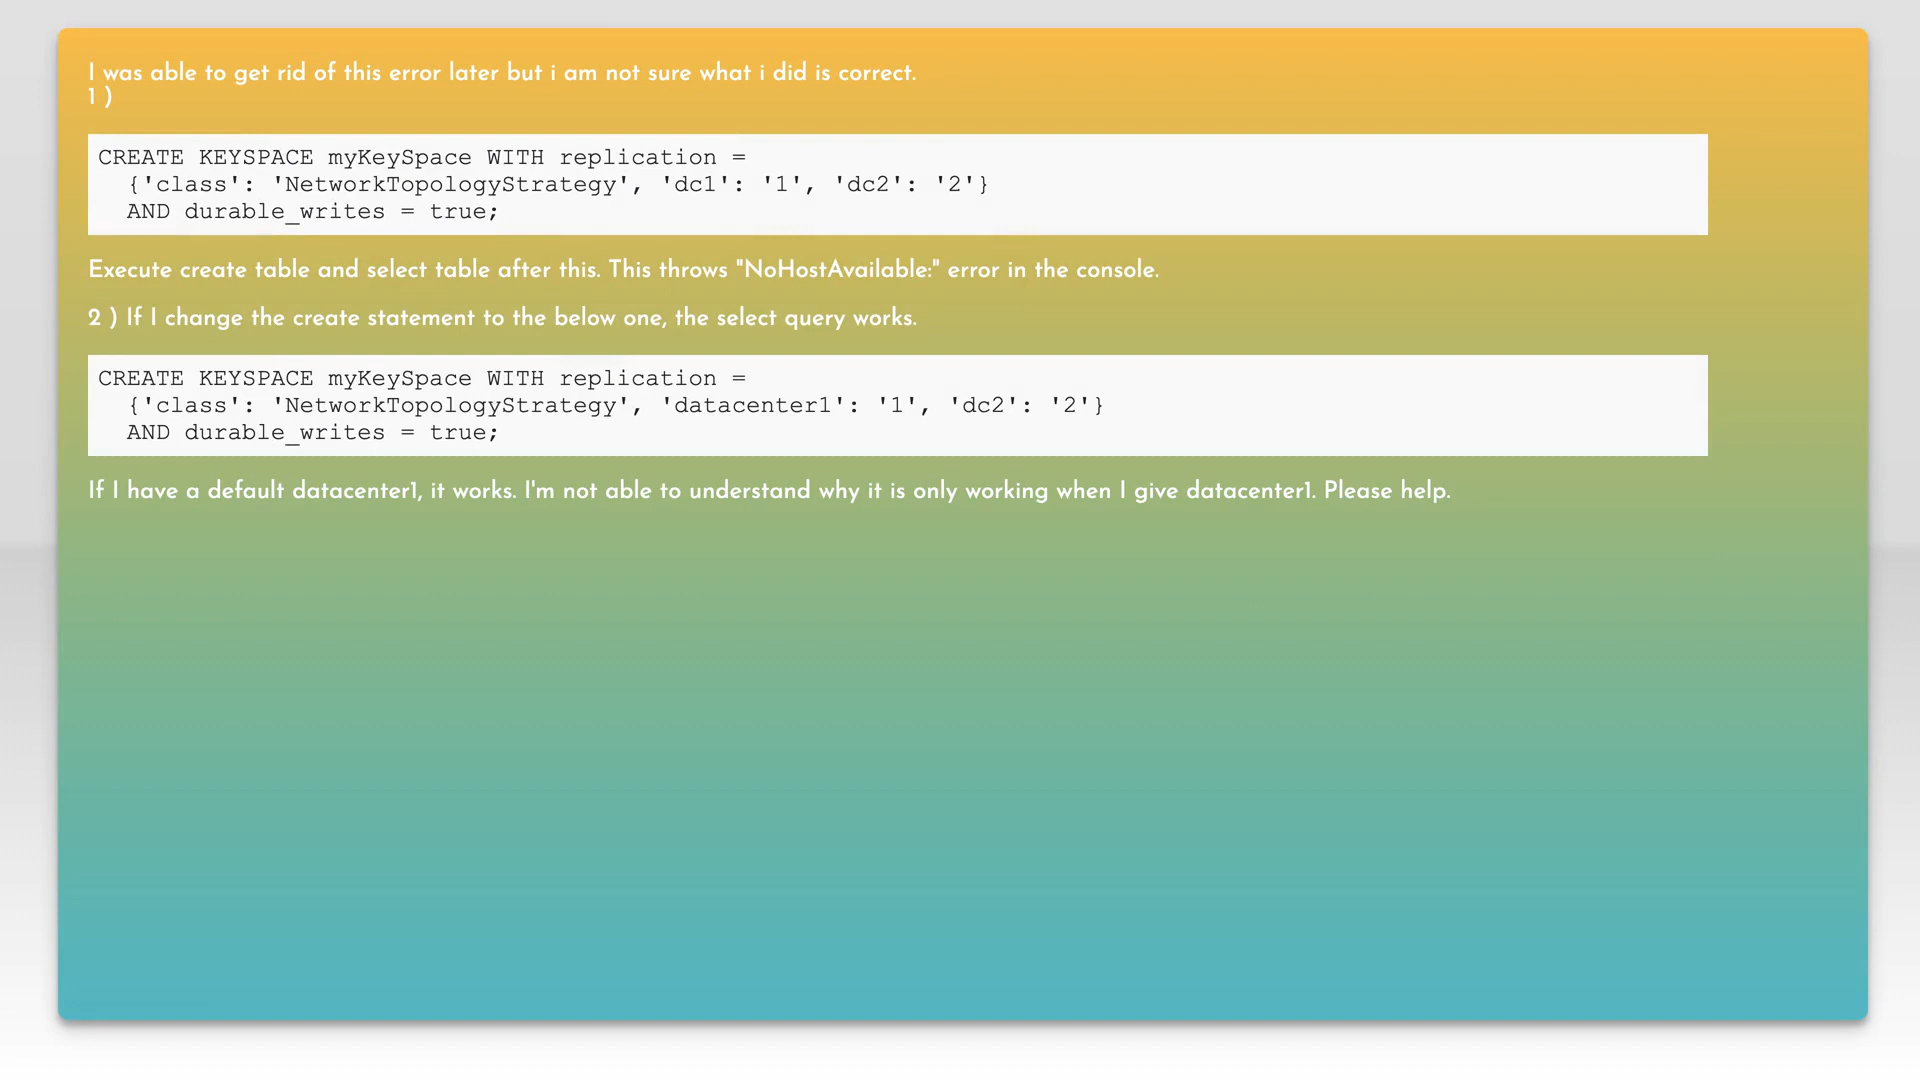 I was able to get rid of this error later but i am not sure what i did is correct.
1 )
CREATE KEYSPACE myKeySpace WITH replication =
  {'class': 'NetworkTopologyStrategy', 'dc1': '1', 'dc2': '2'}
  AND durable_writes = true;
Execute create table and select table after this. This throws "NoHostAvailable:" error in the console.
2 ) If I change the create statement to the below one, the select query works.
CREATE KEYSPACE myKeySpace WITH replication =
  {'class': 'NetworkTopologyStrategy', 'datacenter1': '1', 'dc2': '2'}
  AND durable_writes = true;
If I have a default datacenter1, it works. I'm not able to understand why it is only working when I give datacenter1. Please help.